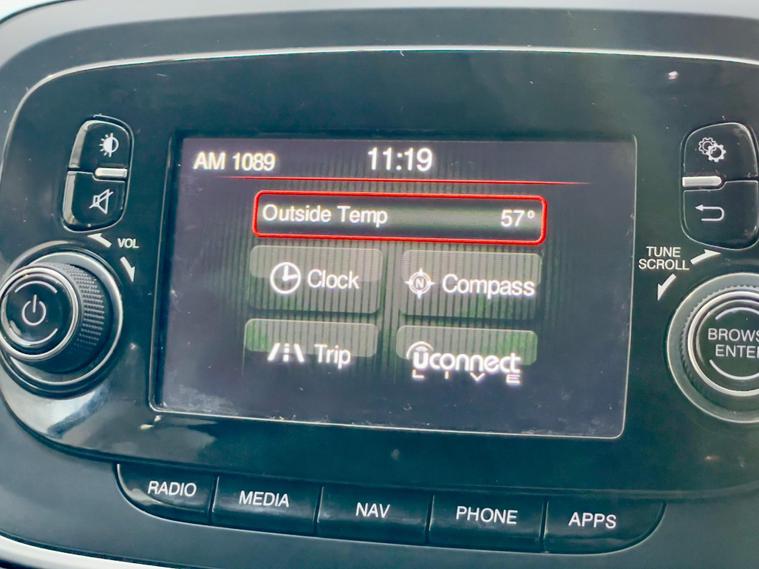 AM 1089 11:19
Outside Temp 57°
Clock
N Compass
Trip
uconnect
LIVE
VOL
TUNE
SCROLL
BROWS
ENTE
RADIO MEDIA NAV PHONE APPS